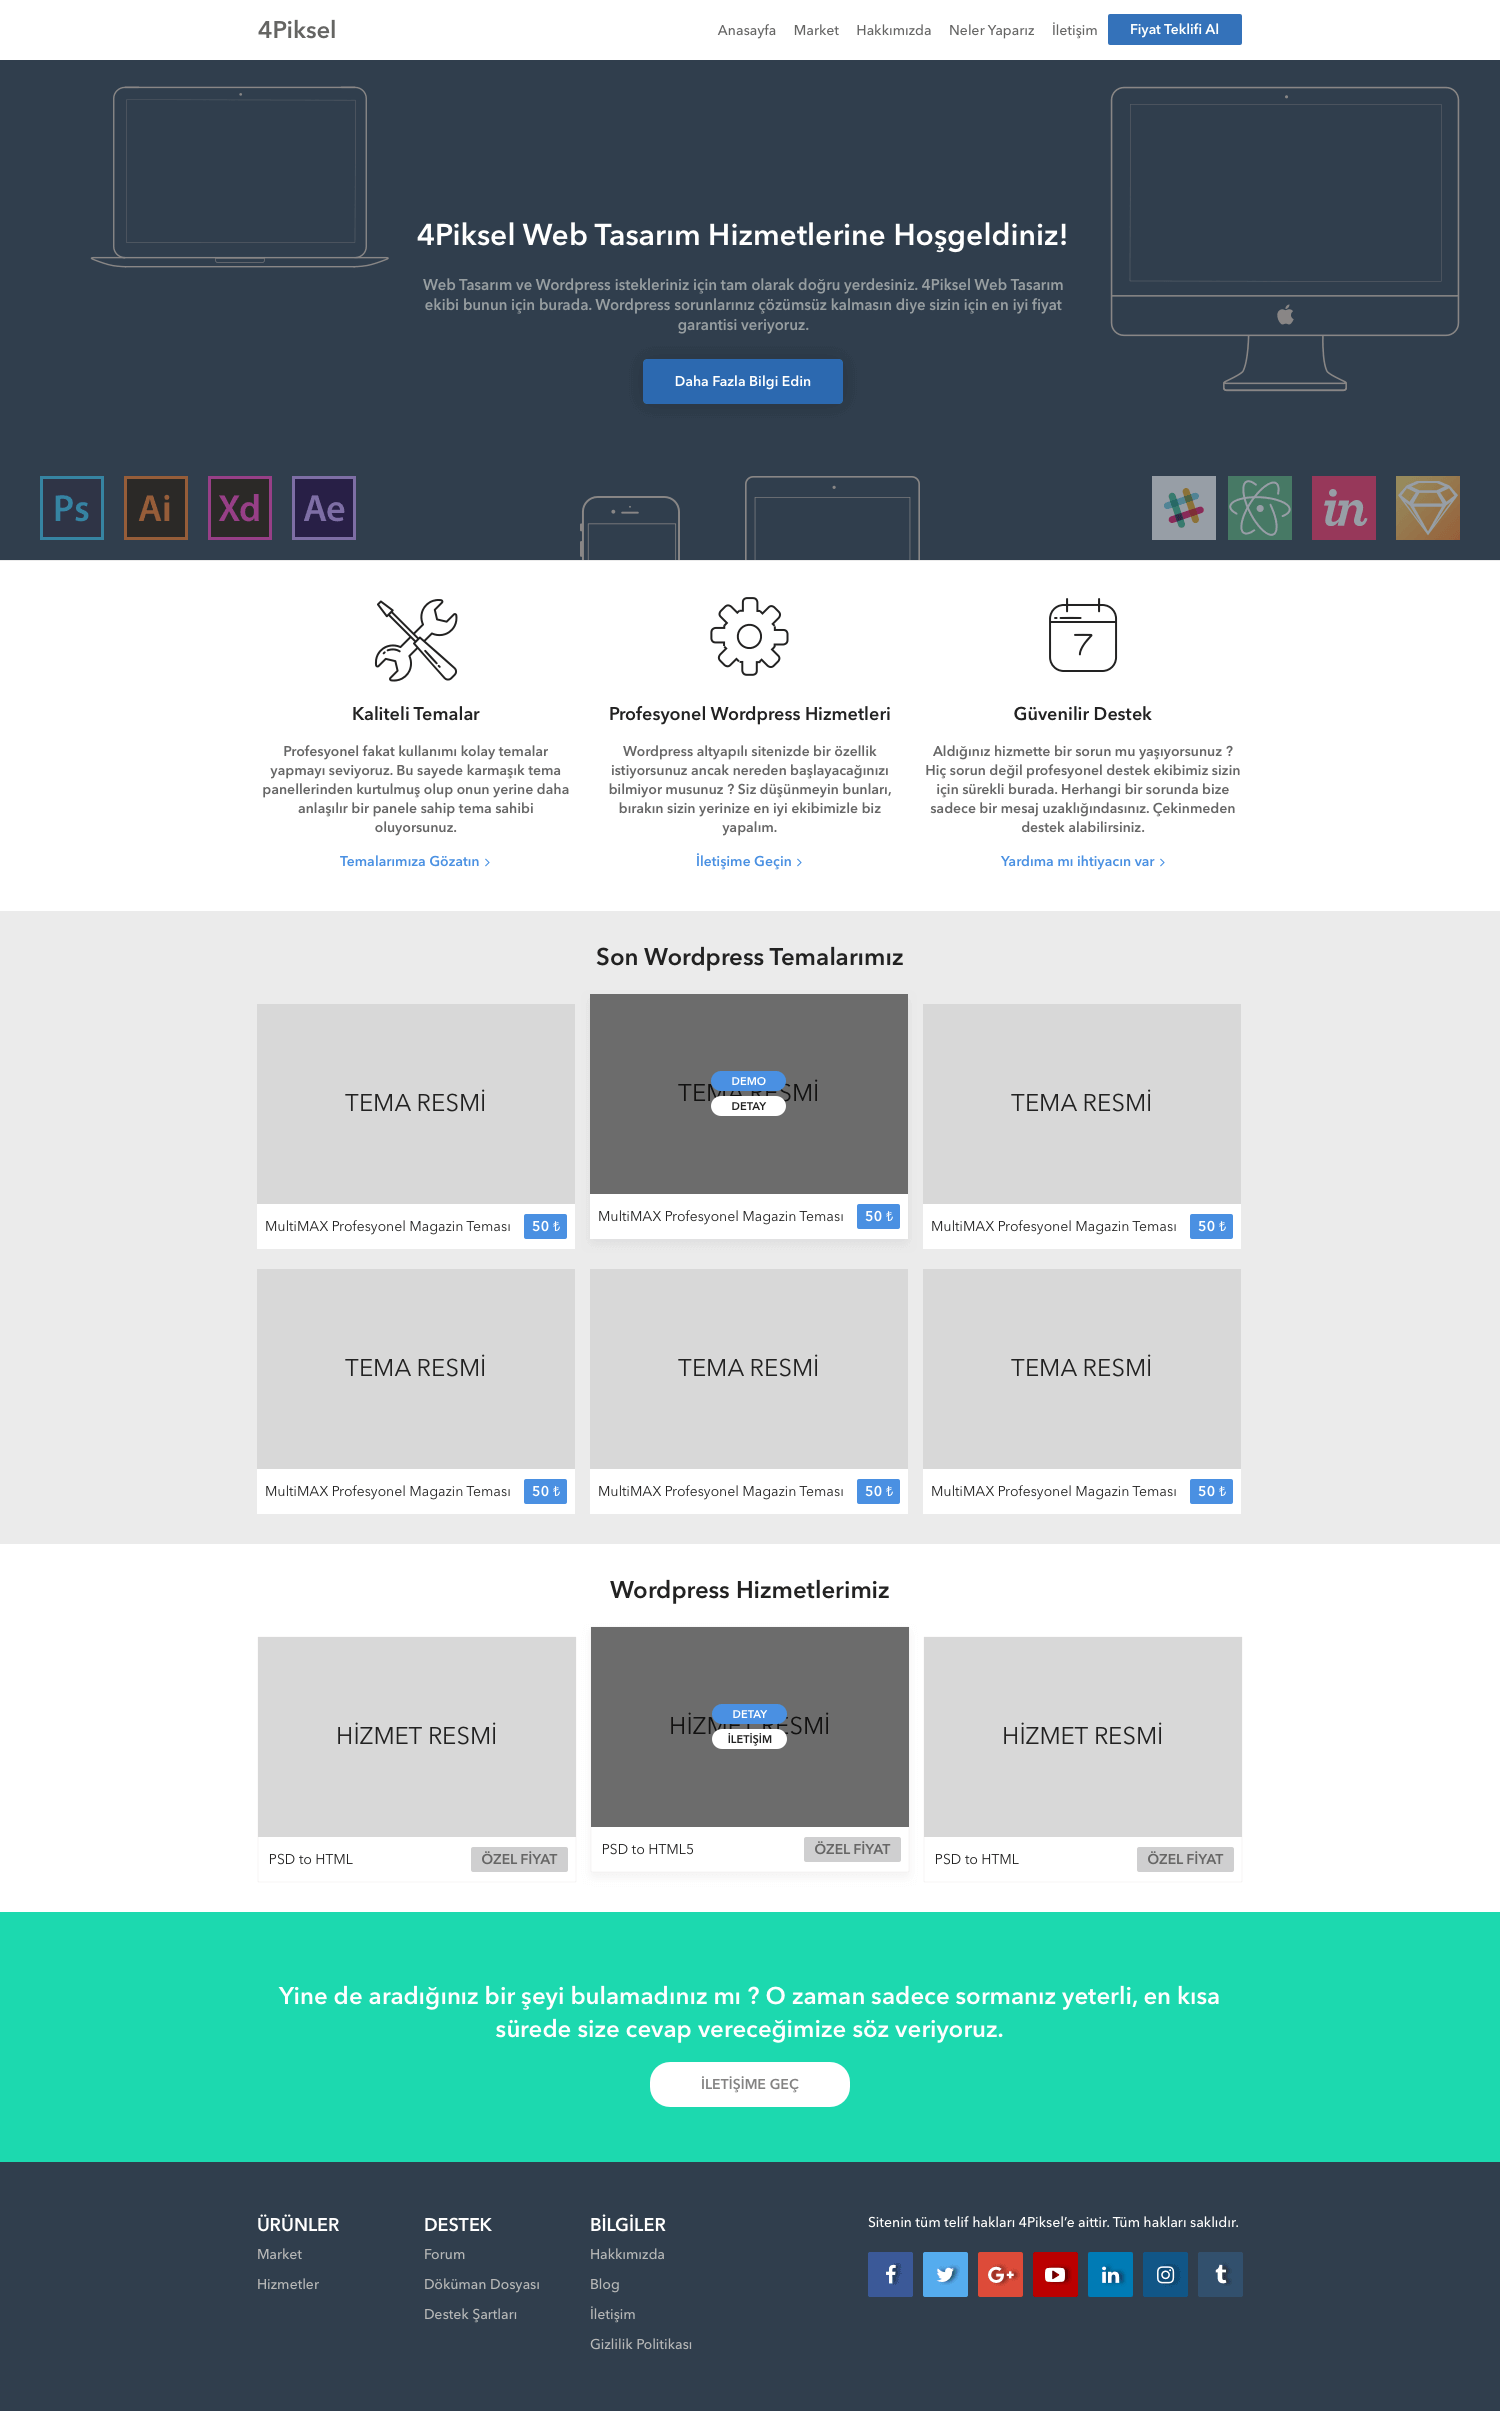 4Piksel
Anasayfa Market Hakkımızda Neler Yaparız İletişim Fiyat Teklifi Al
4Piksel Web Tasarım Hizmetlerine Hoşgeldiniz!
Web Tasarım ve Wordpress istekleriniz için tam olarak doğru yerdesiniz. 4Piksel Web Tasarım
ekibi bunun için burada. Wordpress sorunlarınız çözümsüz kalmasın diye sizin için en iyi fiyat
garantisi veriyoruz.
Daha Fazla Bilgi Edin
Ps Ai Xd Ae
in
7
Kaliteli Temalar
Profesyonel fakat kullanımı kolay temalar
yapmayı seviyoruz. Bu sayede karmaşık tema
panellerinden kurtulmuş olup onun yerine daha
anlaşılır bir panele sahip tema sahibi
oluyorsunuz.
Temalarımıza Gözatın
Profesyonel Wordpress Hizmetleri
Wordpress altyapılı sitenizde bir özellik
istiyorsunuz ancak nereden başlayacağınızı
bilmiyor musunuz ? Siz düşünmeyin bunları,
bırakın sizin yerinize en iyi ekibimizle biz
yapalım.
İletişime Geçin
Güvenilir Destek
Aldığınız hizmette bir sorun mu yaşıyorsunuz ?
Hiç sorun değil profesyonel destek ekibimiz sizin
için sürekli burada. Herhangi bir sorunda bize
sadece bir mesaj uzaklığındasınız. Çekinmeden
destek alabilirsiniz.
Yardıma mı ihtiyacın var
Son Wordpress Temalarımız
TEMA RESMİ
MultiMAX Profesyonel Magazin Teması 50 ₺
TEMA RESMİ
DEMO
DETAY
MultiMAX Profesyonel Magazin Teması 50 ₺
TEMA RESMİ
MultiMAX Profesyonel Magazin Teması 50 ₺
TEMA RESMİ
MultiMAX Profesyonel Magazin Teması 50 ₺
TEMA RESMİ
MultiMAX Profesyonel Magazin Teması 50 ₺
TEMA RESMİ
MultiMAX Profesyonel Magazin Teması 50 ₺
Wordpress Hizmetlerimiz
HİZMET RESMİ
PSD to HTML ÖZEL FİYAT
HİZMET RESMİ
DETAY
İLETİŞİM
PSD to HTML5 ÖZEL FİYAT
HİZMET RESMİ
PSD to HTML ÖZEL FİYAT
Yine de aradığınız bir şeyi bulamadınız mı ? O zaman sadece sormanız yeterli, en kısa
sürede size cevap vereceğimize söz veriyoruz.
İLETİŞİME GEÇ
ÜRÜNLER
Market
Hizmetler
DESTEK
Forum
Döküman Dosyası
Destek Şartları
BİLGİLER
Hakkımızda
Blog
İletişim
Gizlilik Politikası
Sitenin tüm telif hakları 4Piksel'e aittir. Tüm hakları saklıdır.
f G+ in t